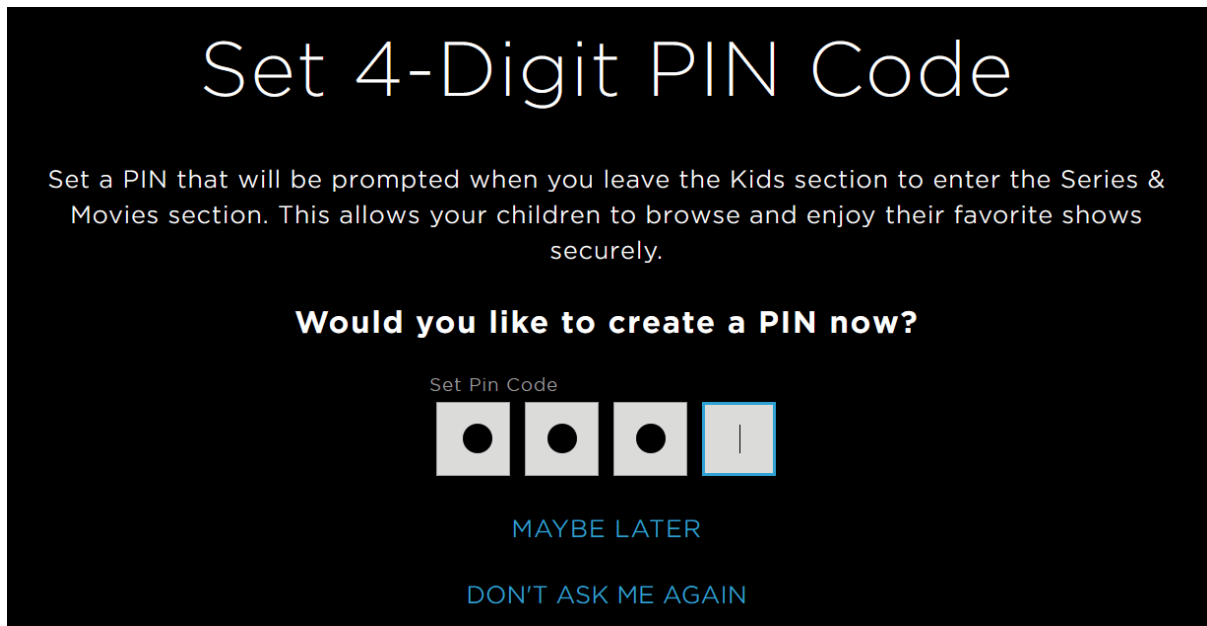 Set 4-Digit PIN Code
Set a PIN that will be prompted when you leave the Kids section to enter the Series &
Movies section. This allows your children to browse and enjoy their favorite shows
securely.
Would you like to create a PIN now?
Set Pin Code
MAYBE LATER
DON'T ASK ME AGAIN